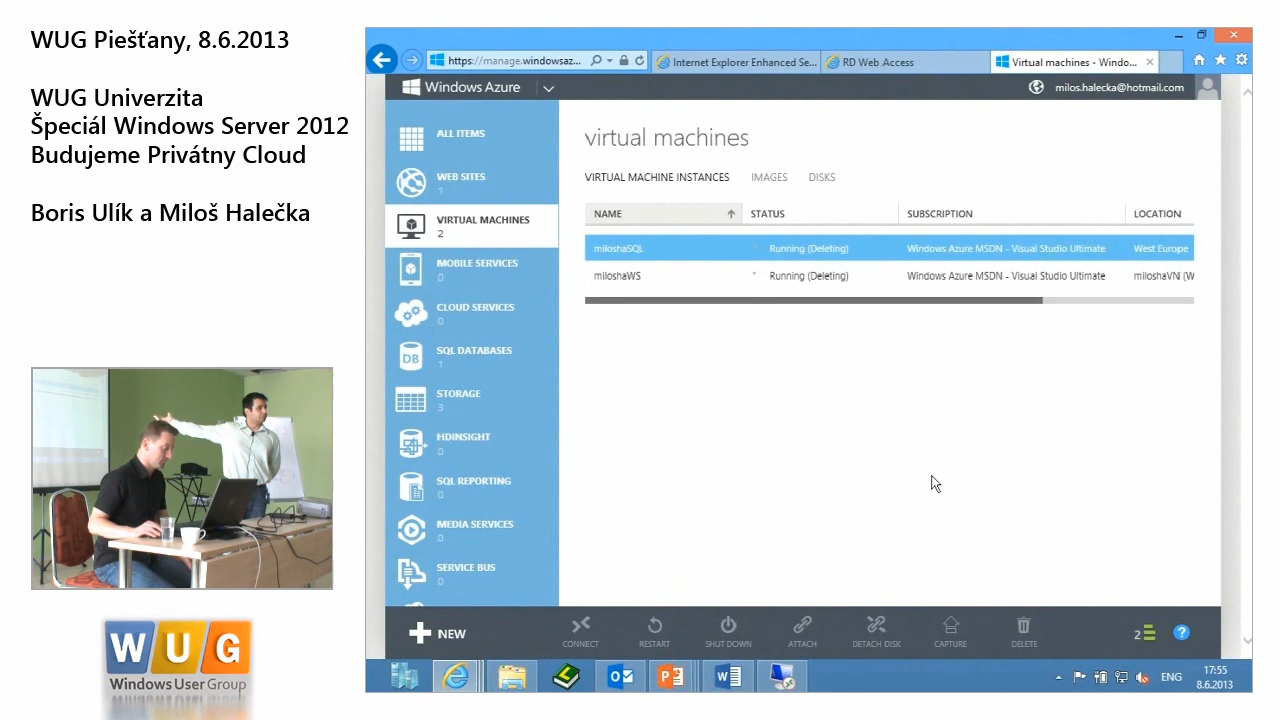 WUG Piešťany, 8.6.2013
WUG Univerzita
Špeciál Windows Server 2012
Budujeme Privátny Cloud
Boris Ulík a Miloš Halečka
WUG
Windows User Group
https://manage.windowsaz...
Internet Explorer Enhanced Se...
RD Web Access
Virtual machines - Windo...
Windows Azure
milos.halecka@hotmail.com
ALL ITEMS
WEB SITES
1
VIRTUAL MACHINES
2
MOBILE SERVICES
0
CLOUD SERVICES
0
SQL DATABASES
1
DB
STORAGE
3
HDINSIGHT
0
SQL REPORTING
0
MEDIA SERVICES
0
SERVICE BUS
0
virtual machines
VIRTUAL MACHINE INSTANCES IMAGES DISKS
NAME STATUS SUBSCRIPTION LOCATION
miloshaSQL Running (Deleting) Windows Azure MSDN - Visual Studio Ultimate West Europe
miloshaWS Running (Deleting) Windows Azure MSDN - Visual Studio Ultimate miloshaVN (W
NEW
CONNECT RESTART SHUT DOWN ATTACH DETACH DISK CAPTURE DELETE
2
?
ENG
17:55
8.6.2013